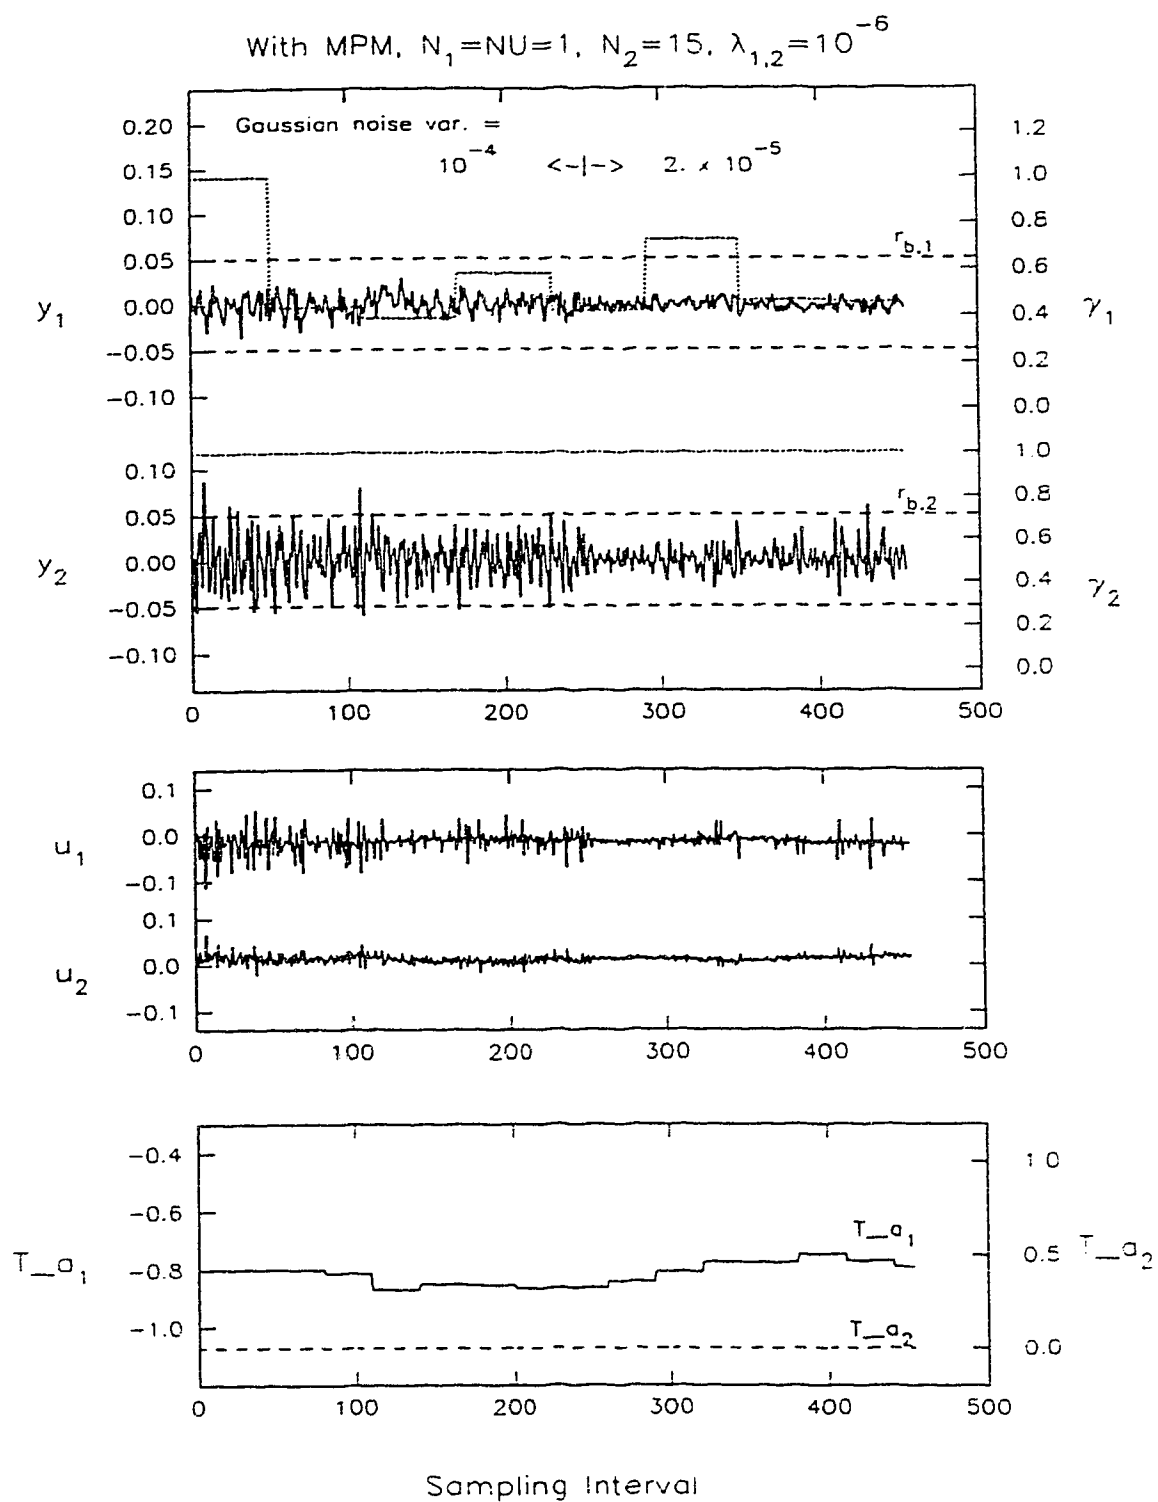 With MPM, N₁=NU=1, N₂=15, λ₁,₂=10⁻⁶
Gaussian noise var. =
10⁻⁴ <-|-> 2. x 10⁻⁵
0.20
0.15
0.10
0.05
0.00
-0.05
-0.10
y₁
1.2
1.0
0.8
0.6
0.4
0.2
0.0
γ₁
r_b.1
0.10
0.05
0.00
-0.05
-0.10
y₂
1.0
0.8
0.6
0.4
0.2
0.0
γ₂
r_b.2
0 100 200 300 400 500
0.1
0.0
-0.1
u₁
0.1
0.0
-0.1
u₂
0 100 200 300 400 500
-0.4
-0.6
-0.8
-1.0
T_a₁
1.0
0.5
0.0
T_a₂
T_a₁
T_a₂
0 100 200 300 400 500
Sampling Interval